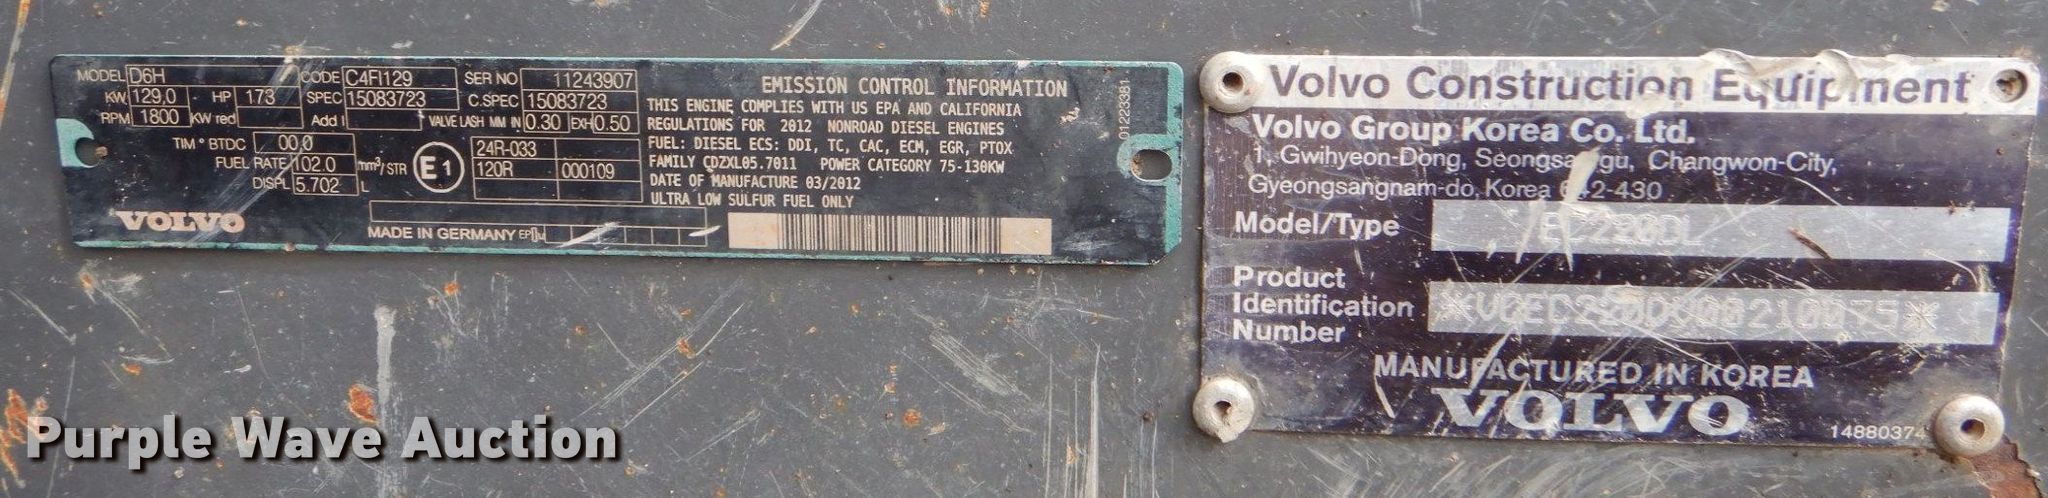 MODEL D6H CODE C4FI129 SER NO 11243907
KW 129,0 HP 173 SPEC 15083723 C.SPEC 15083723
RPM 1800 KW red Add I VALVE LASH MM IN 0.30 EXH 0.50
TIM ° BTDC 00,0
FUEL RATE 102.0 mm³/STR
DISPL 5.702 L
E1
24R-033
120R 000109
VOLVO
MADE IN GERMANY
EMISSION CONTROL INFORMATION
THIS ENGINE COMPLIES WITH US EPA AND CALIFORNIA
REGULATIONS FOR 2012 NONROAD DIESEL ENGINES
FUEL: DIESEL ECS: DDI, TC, CAC, ECM, EGR, PTOX
FAMILY CDZXL05.7011 POWER CATEGORY 75-130KW
DATE OF MANUFACTURE 03/2012
ULTRA LOW SULFUR FUEL ONLY
01223381
Volvo Construction Equipment
Volvo Group Korea Co. Ltd.
1, Gwihyeon-Dong, Changwon-City,
Gyeongsangnam-do, Korea
Model/Type EC220DL
Product
Identification
Number
MANUFACTURED IN KOREA
VOLVO
14880374
Purple Wave Auction